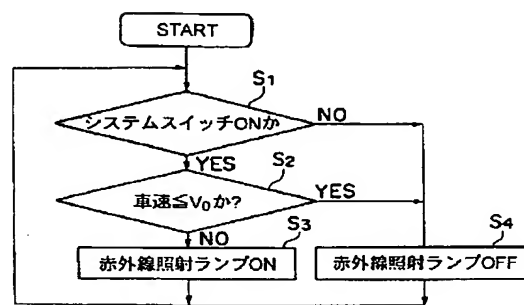 START
S1
システムスイッチONか
NO
YES
S2
車速≦V0か?
YES
NO
S3
S4
赤外線照射ランプON
赤外線照射ランプOFF